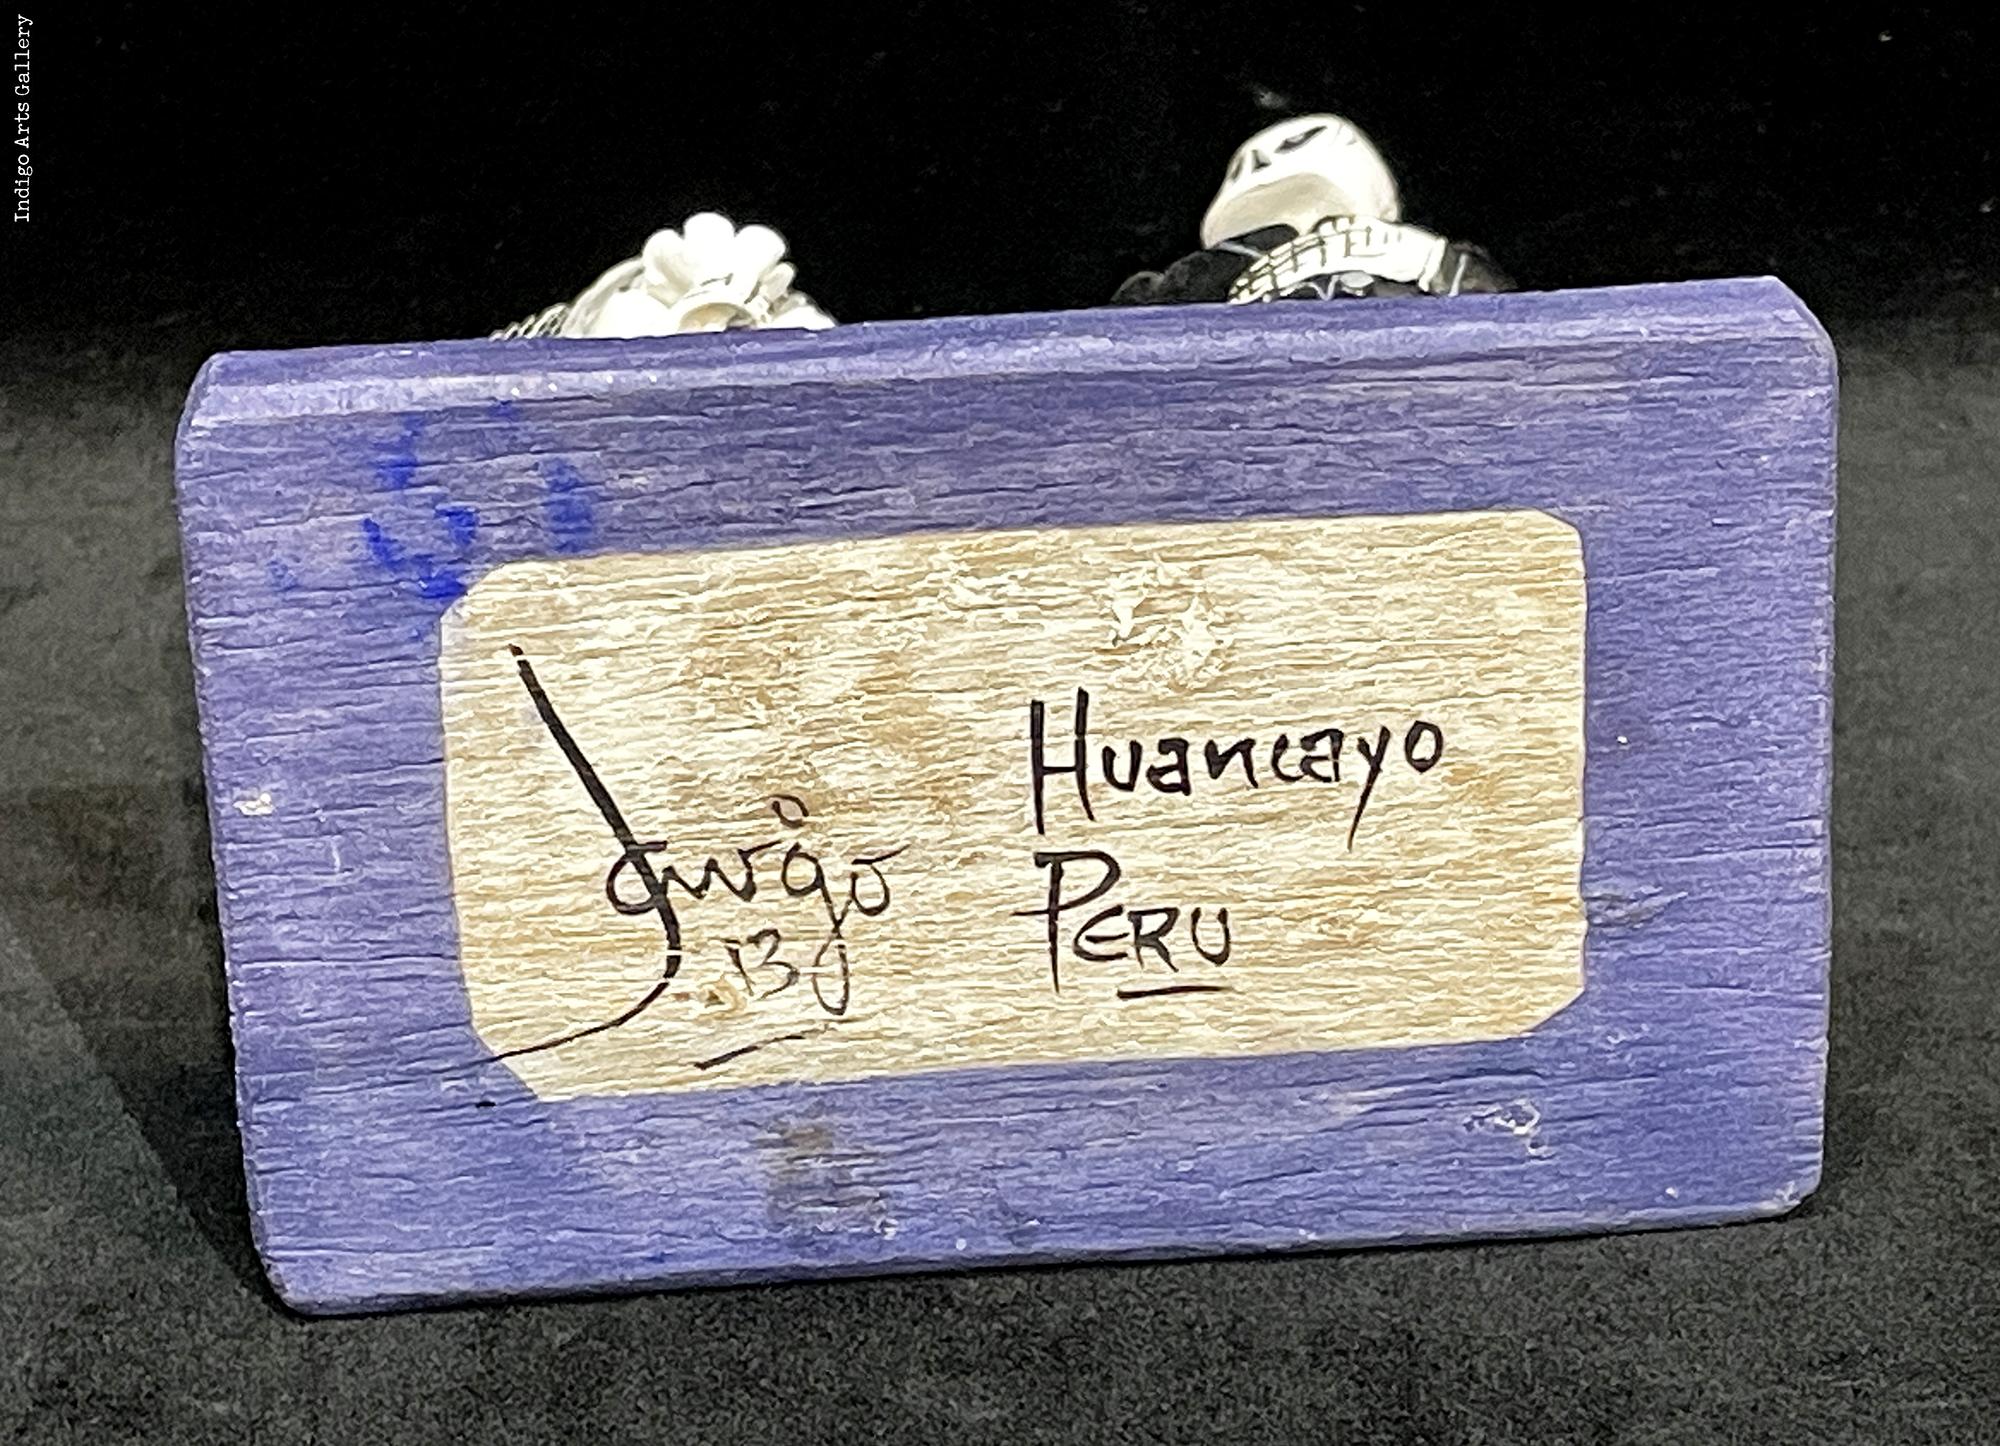 Indigo Arts Gallery
Huancayo
PERU